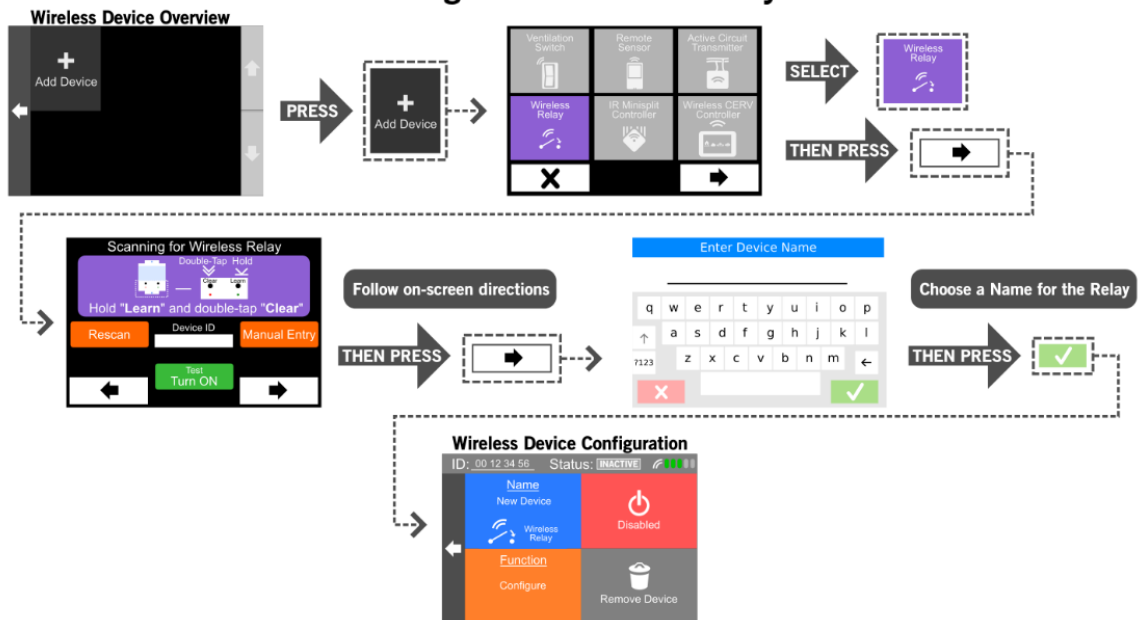 Wireless Device Overview
+
Add Device
PRESS
+
Add Device
Ventilation
Switch
Remote
Sensor
Active Circuit
Transmitter
Wireless
Relay
IR Minisplit
Controller
Wireless CERV
Controller
X
SELECT
Wireless
Relay
THEN PRESS
Scanning for Wireless Relay
Double-Tap Hold
Clear Learn
Hold "Learn" and double-tap "Clear"
Rescan
Device ID
Manual Entry
Test
Turn ON
Follow on-screen directions
THEN PRESS
Enter Device Name
q w e r t y u i o p
a s d f g h j k l
?123 z x c v b n m
X
Choose a Name for the Relay
THEN PRESS
Wireless Device Configuration
ID: 00 12 34 56 Status: INACTIVE
Name
New Device
Wireless
Relay
Disabled
Function
Configure
Remove Device